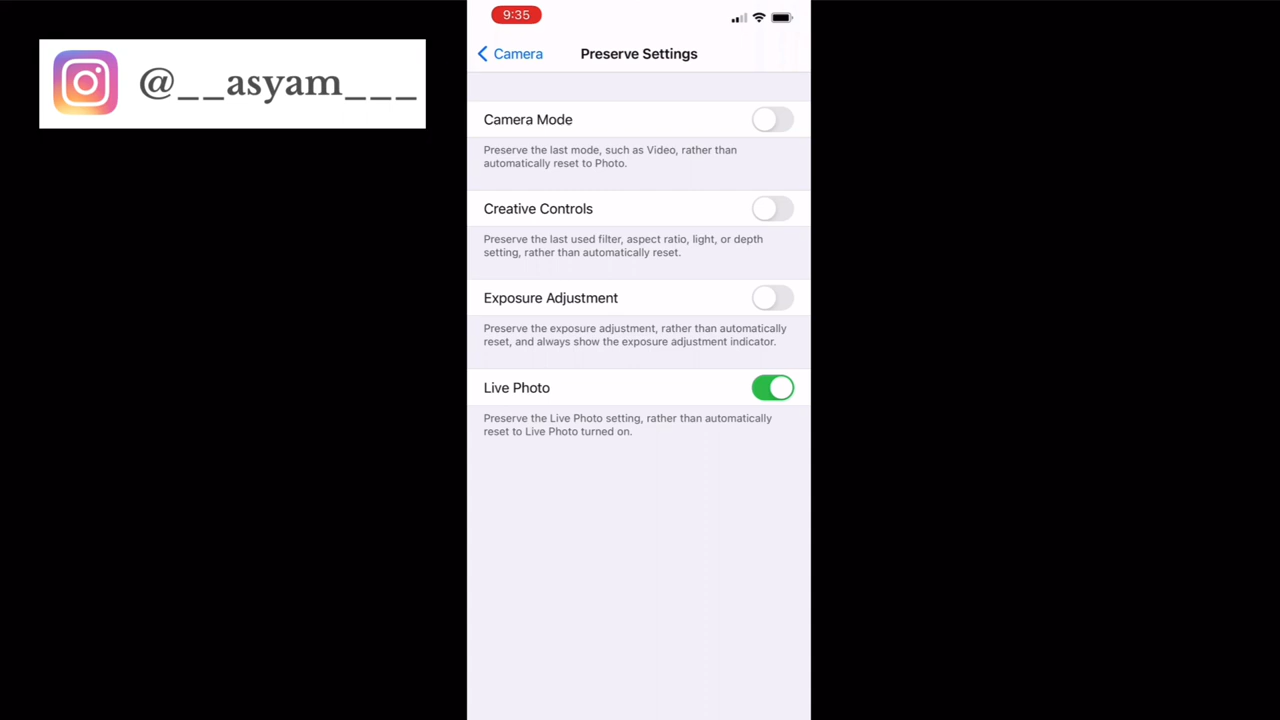 9:35
@__asyam___
Camera
Preserve Settings
Camera Mode
Preserve the last mode, such as Video, rather than
automatically reset to Photo.
Creative Controls
Preserve the last used filter, aspect ratio, light, or depth
setting, rather than automatically reset.
Exposure Adjustment
Preserve the exposure adjustment, rather than automatically
reset, and always show the exposure adjustment indicator.
Live Photo
Preserve the Live Photo setting, rather than automatically
reset to Live Photo turned on.